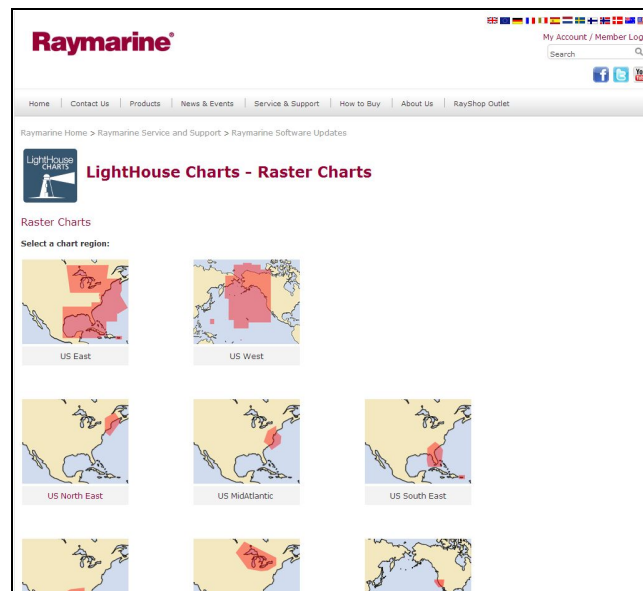 Raymarine®
My Account / Member Log
Search
Home Contact Us Products News & Events Service & Support How to Buy About Us RayShop Outlet
Raymarine Home > Raymarine Service and Support > Raymarine Software Updates
LightHouse
CHARTS
LightHouse Charts - Raster Charts
Raster Charts
Select a chart region:
US East US West
US North East US MidAtlantic US South East